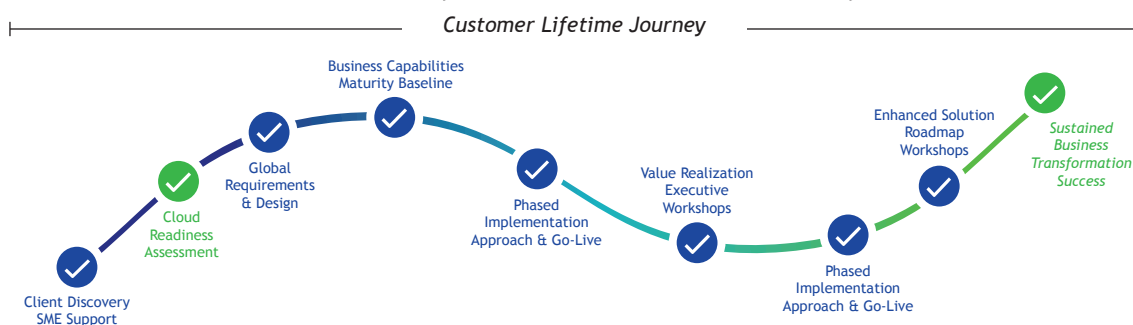 Customer Lifetime Journey
Client Discovery
SME Support
Cloud
Readiness
Assessment
Global
Requirements
& Design
Business Capabilities
Maturity Baseline
Phased
Implementation
Approach & Go-Live
Value Realization
Executive
Workshops
Phased
Implementation
Approach & Go-Live
Enhanced Solution
Roadmap
Workshops
Sustained
Business
Transformation
Success